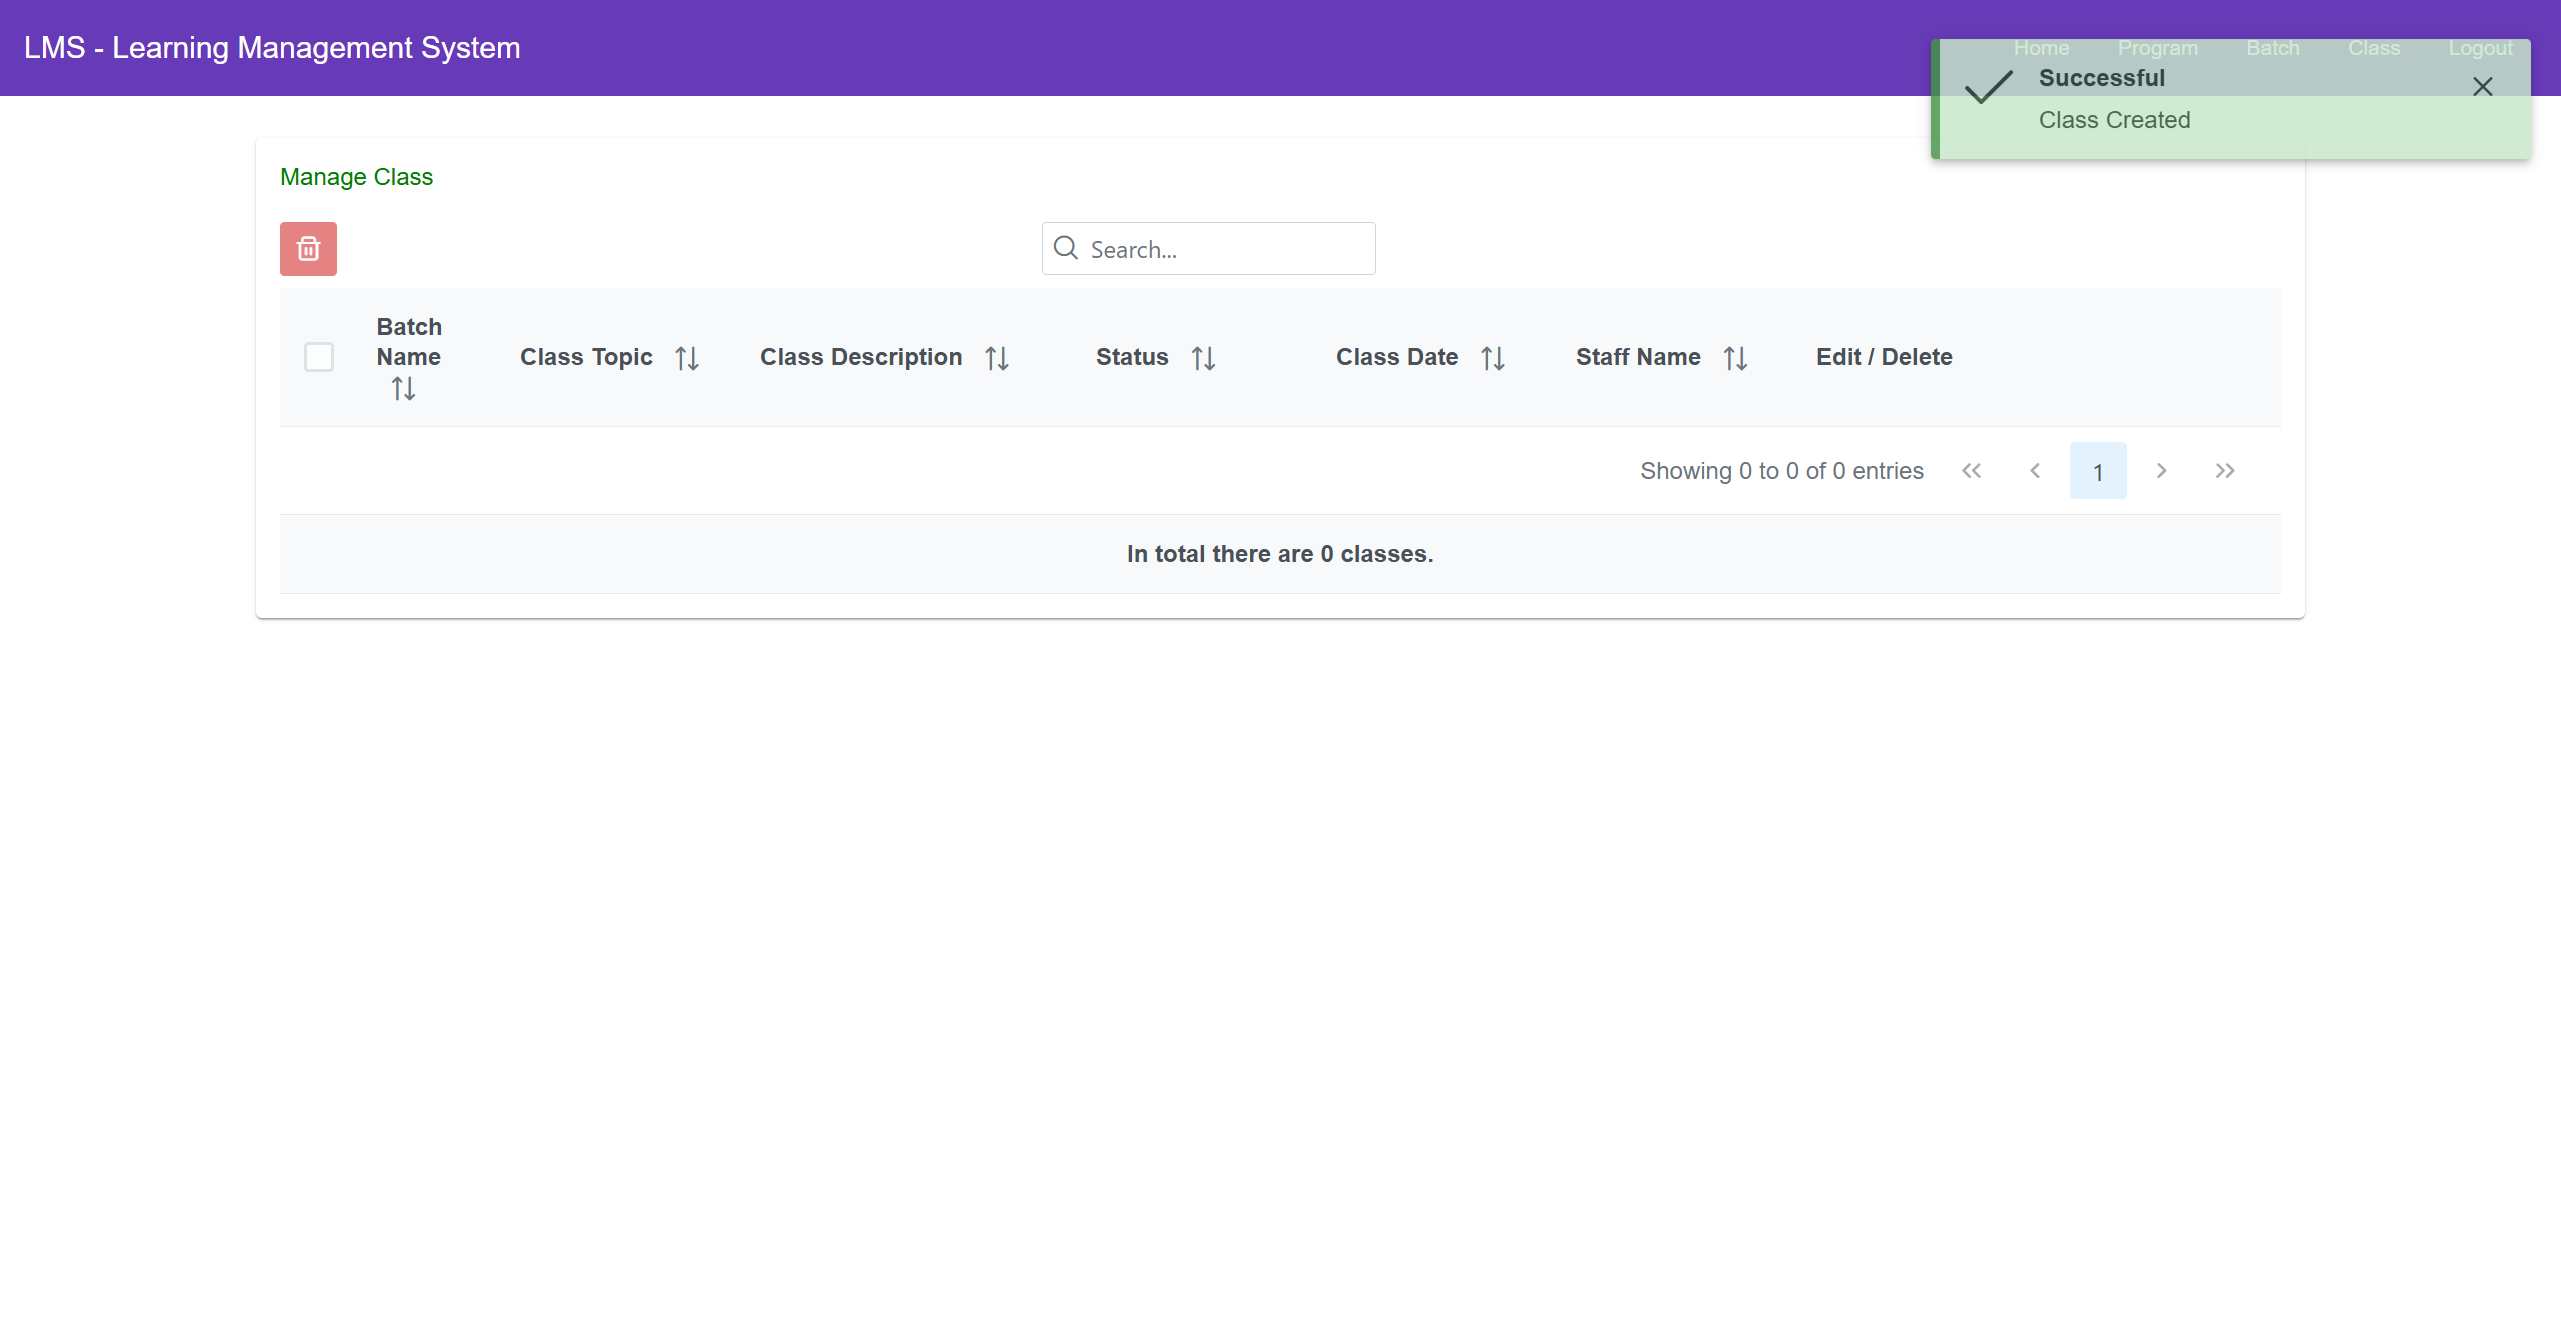 LMS - Learning Management System
Home Program Batch Class Logout
Successful
Class Created
Manage Class
Search...
Batch Name Class Topic Class Description Status Class Date Staff Name Edit / Delete
Showing 0 to 0 of 0 entries 1
In total there are 0 classes.